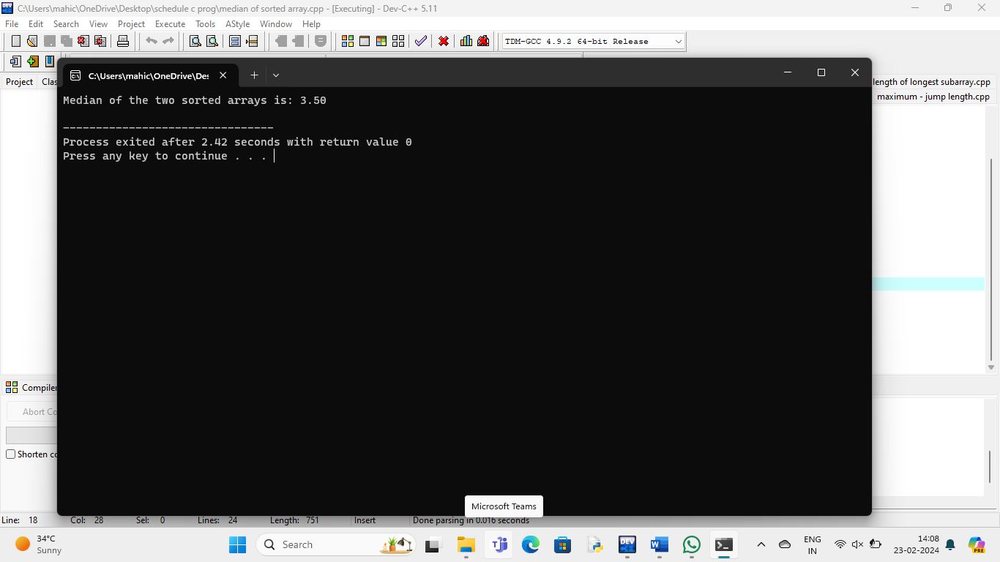 C:\Users\mahic\OneDrive\Desktop\schedule c prog\median of sorted array.cpp - [Executing] - Dev-C++ 5.11
File Edit Search View Project Execute Tools AStyle Window Help
TDM-GCC 4.9.2 64-bit Release
C:\Users\mahic\OneDrive\Des
Project Clas
length of longest subarray.cpp
maximum - jump length.cpp
Median of the two sorted arrays is: 3.50
--------------------------------
Process exited after 2.42 seconds with return value 0
Press any key to continue . . .
Compiler
Abort Co
Shorten co
Microsoft Teams
Line: 18 Col: 28 Sel: 0 Lines: 24 Length: 751 Insert Done parsing in 0.016 seconds
34°C
Sunny
Search
DEV
PRE
ENG
IN
14:08
23-02-2024